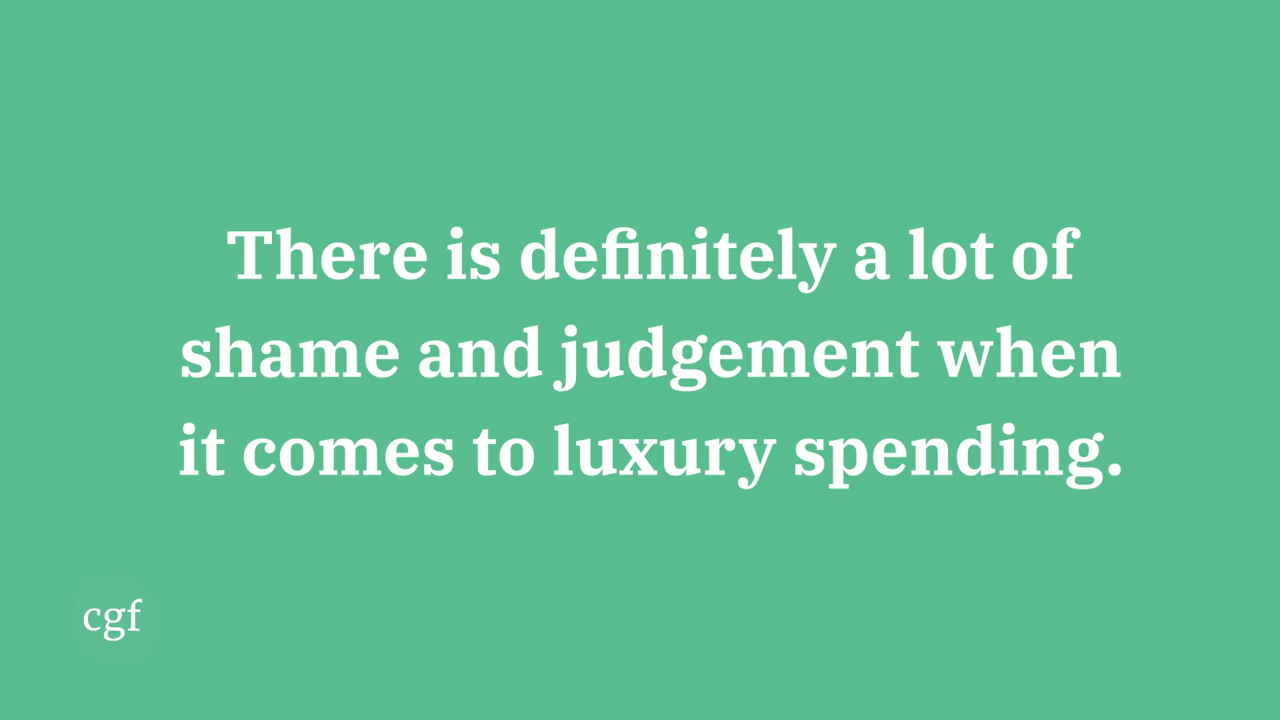 There is definitely a lot of
shame and judgement when
it comes to luxury spending.
cgf